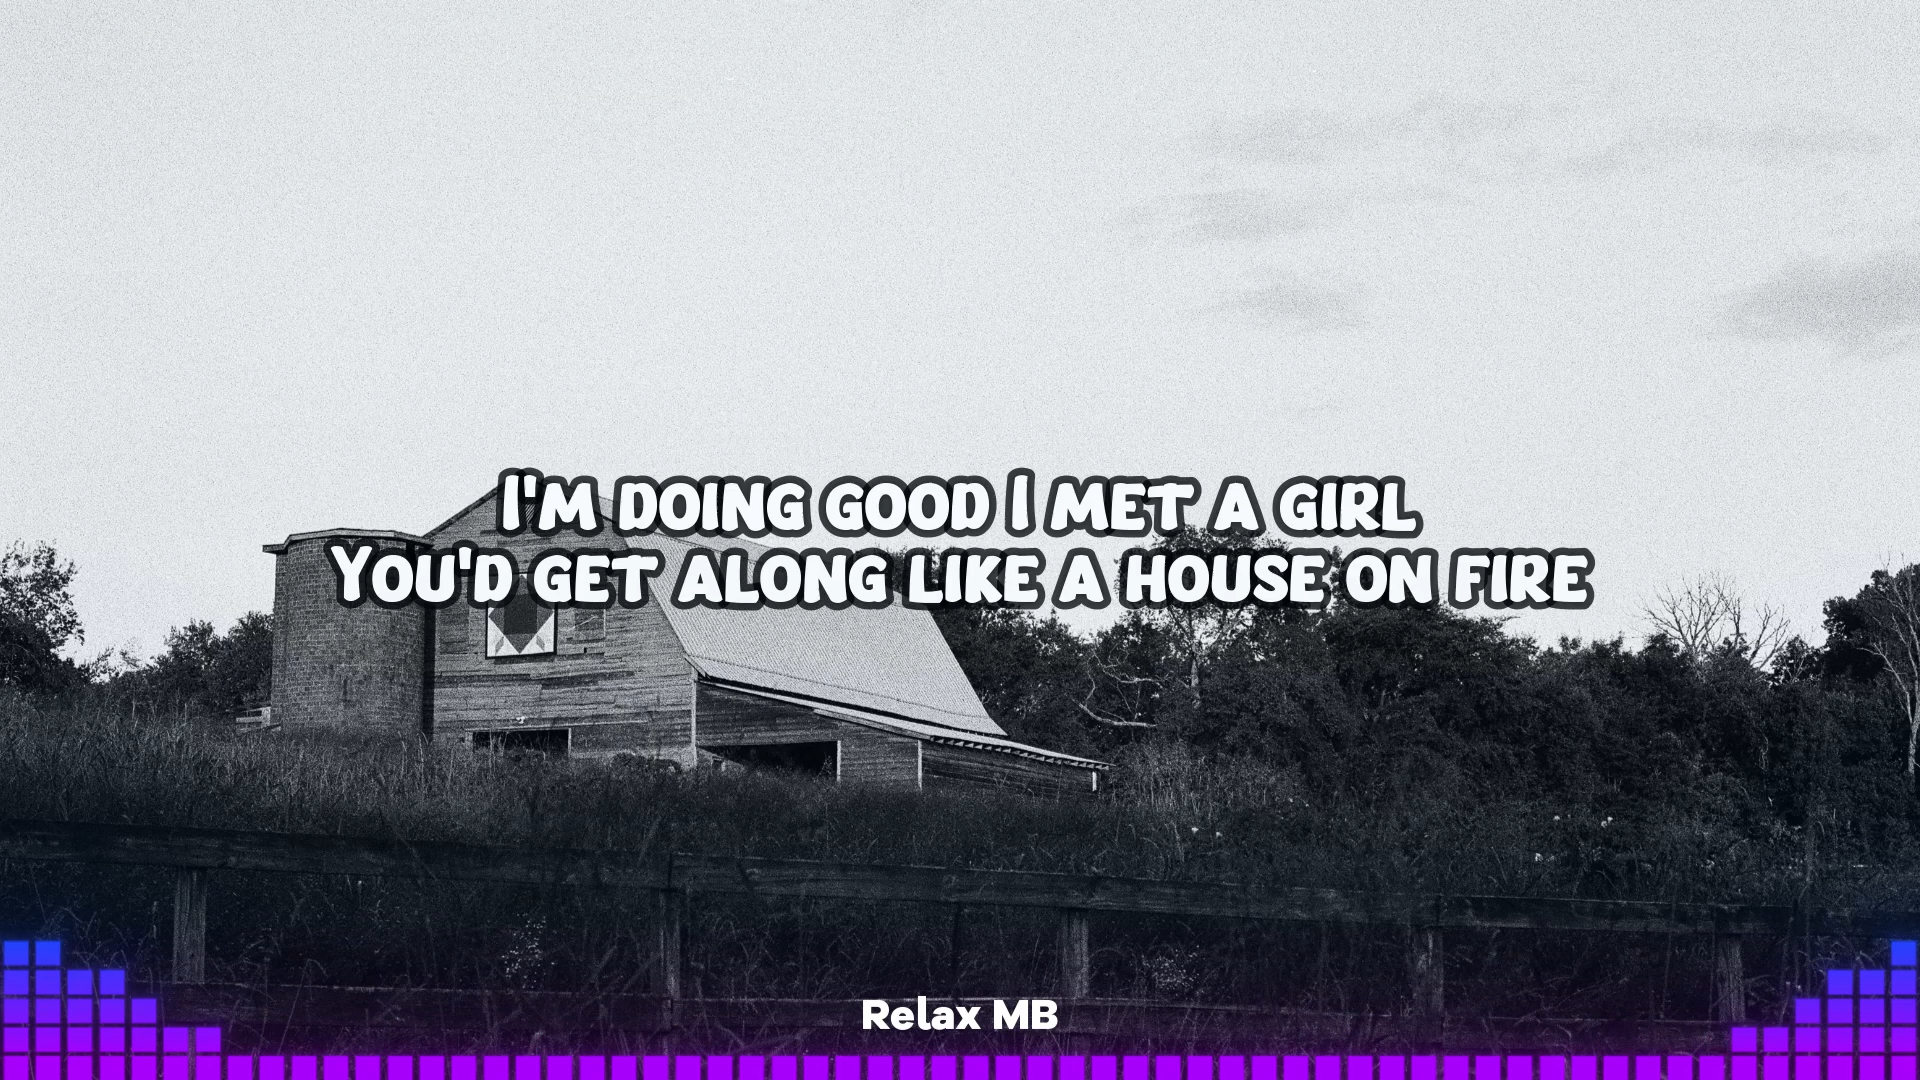 I'M DOING GOOD I MET A GIRL
YOU'D GET ALONG LIKE A HOUSE ON FIRE
Relax MB